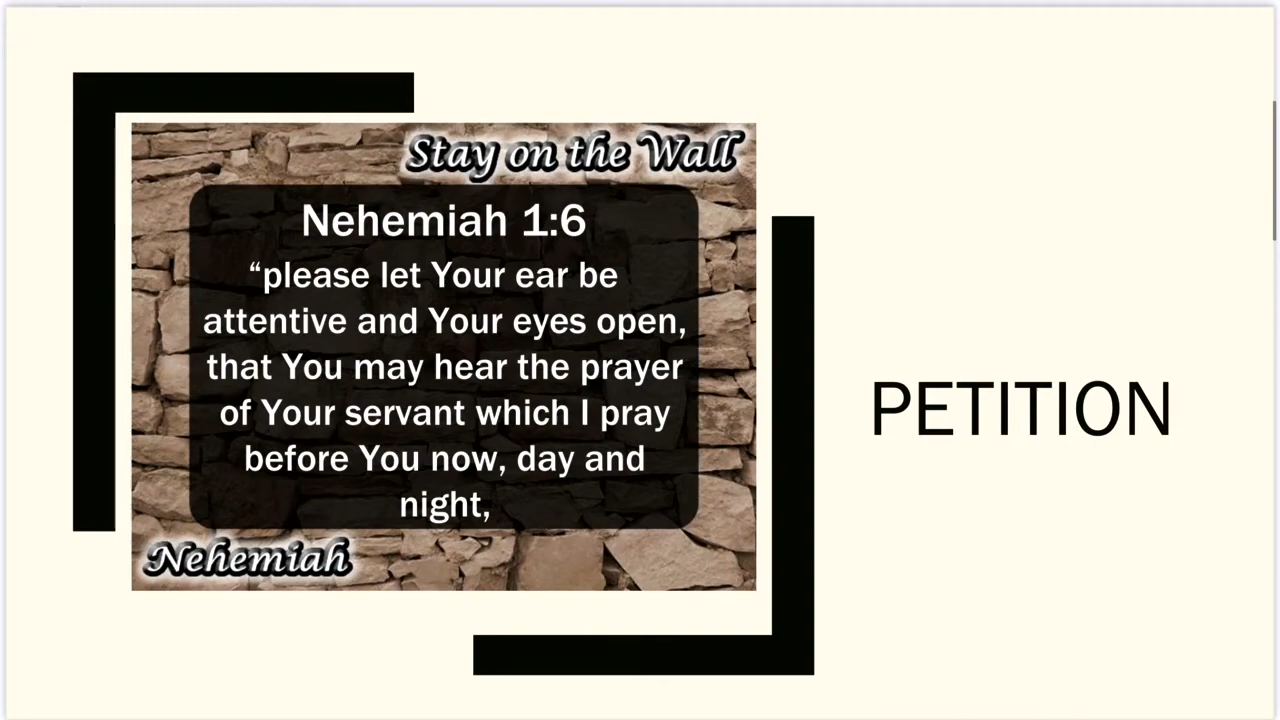 Stay on the Wall
Nehemiah 1:6
“please let Your ear be
attentive and Your eyes open,
that You may hear the prayer
of Your servant which I pray
before You now, day and
night,
Nehemiah
PETITION